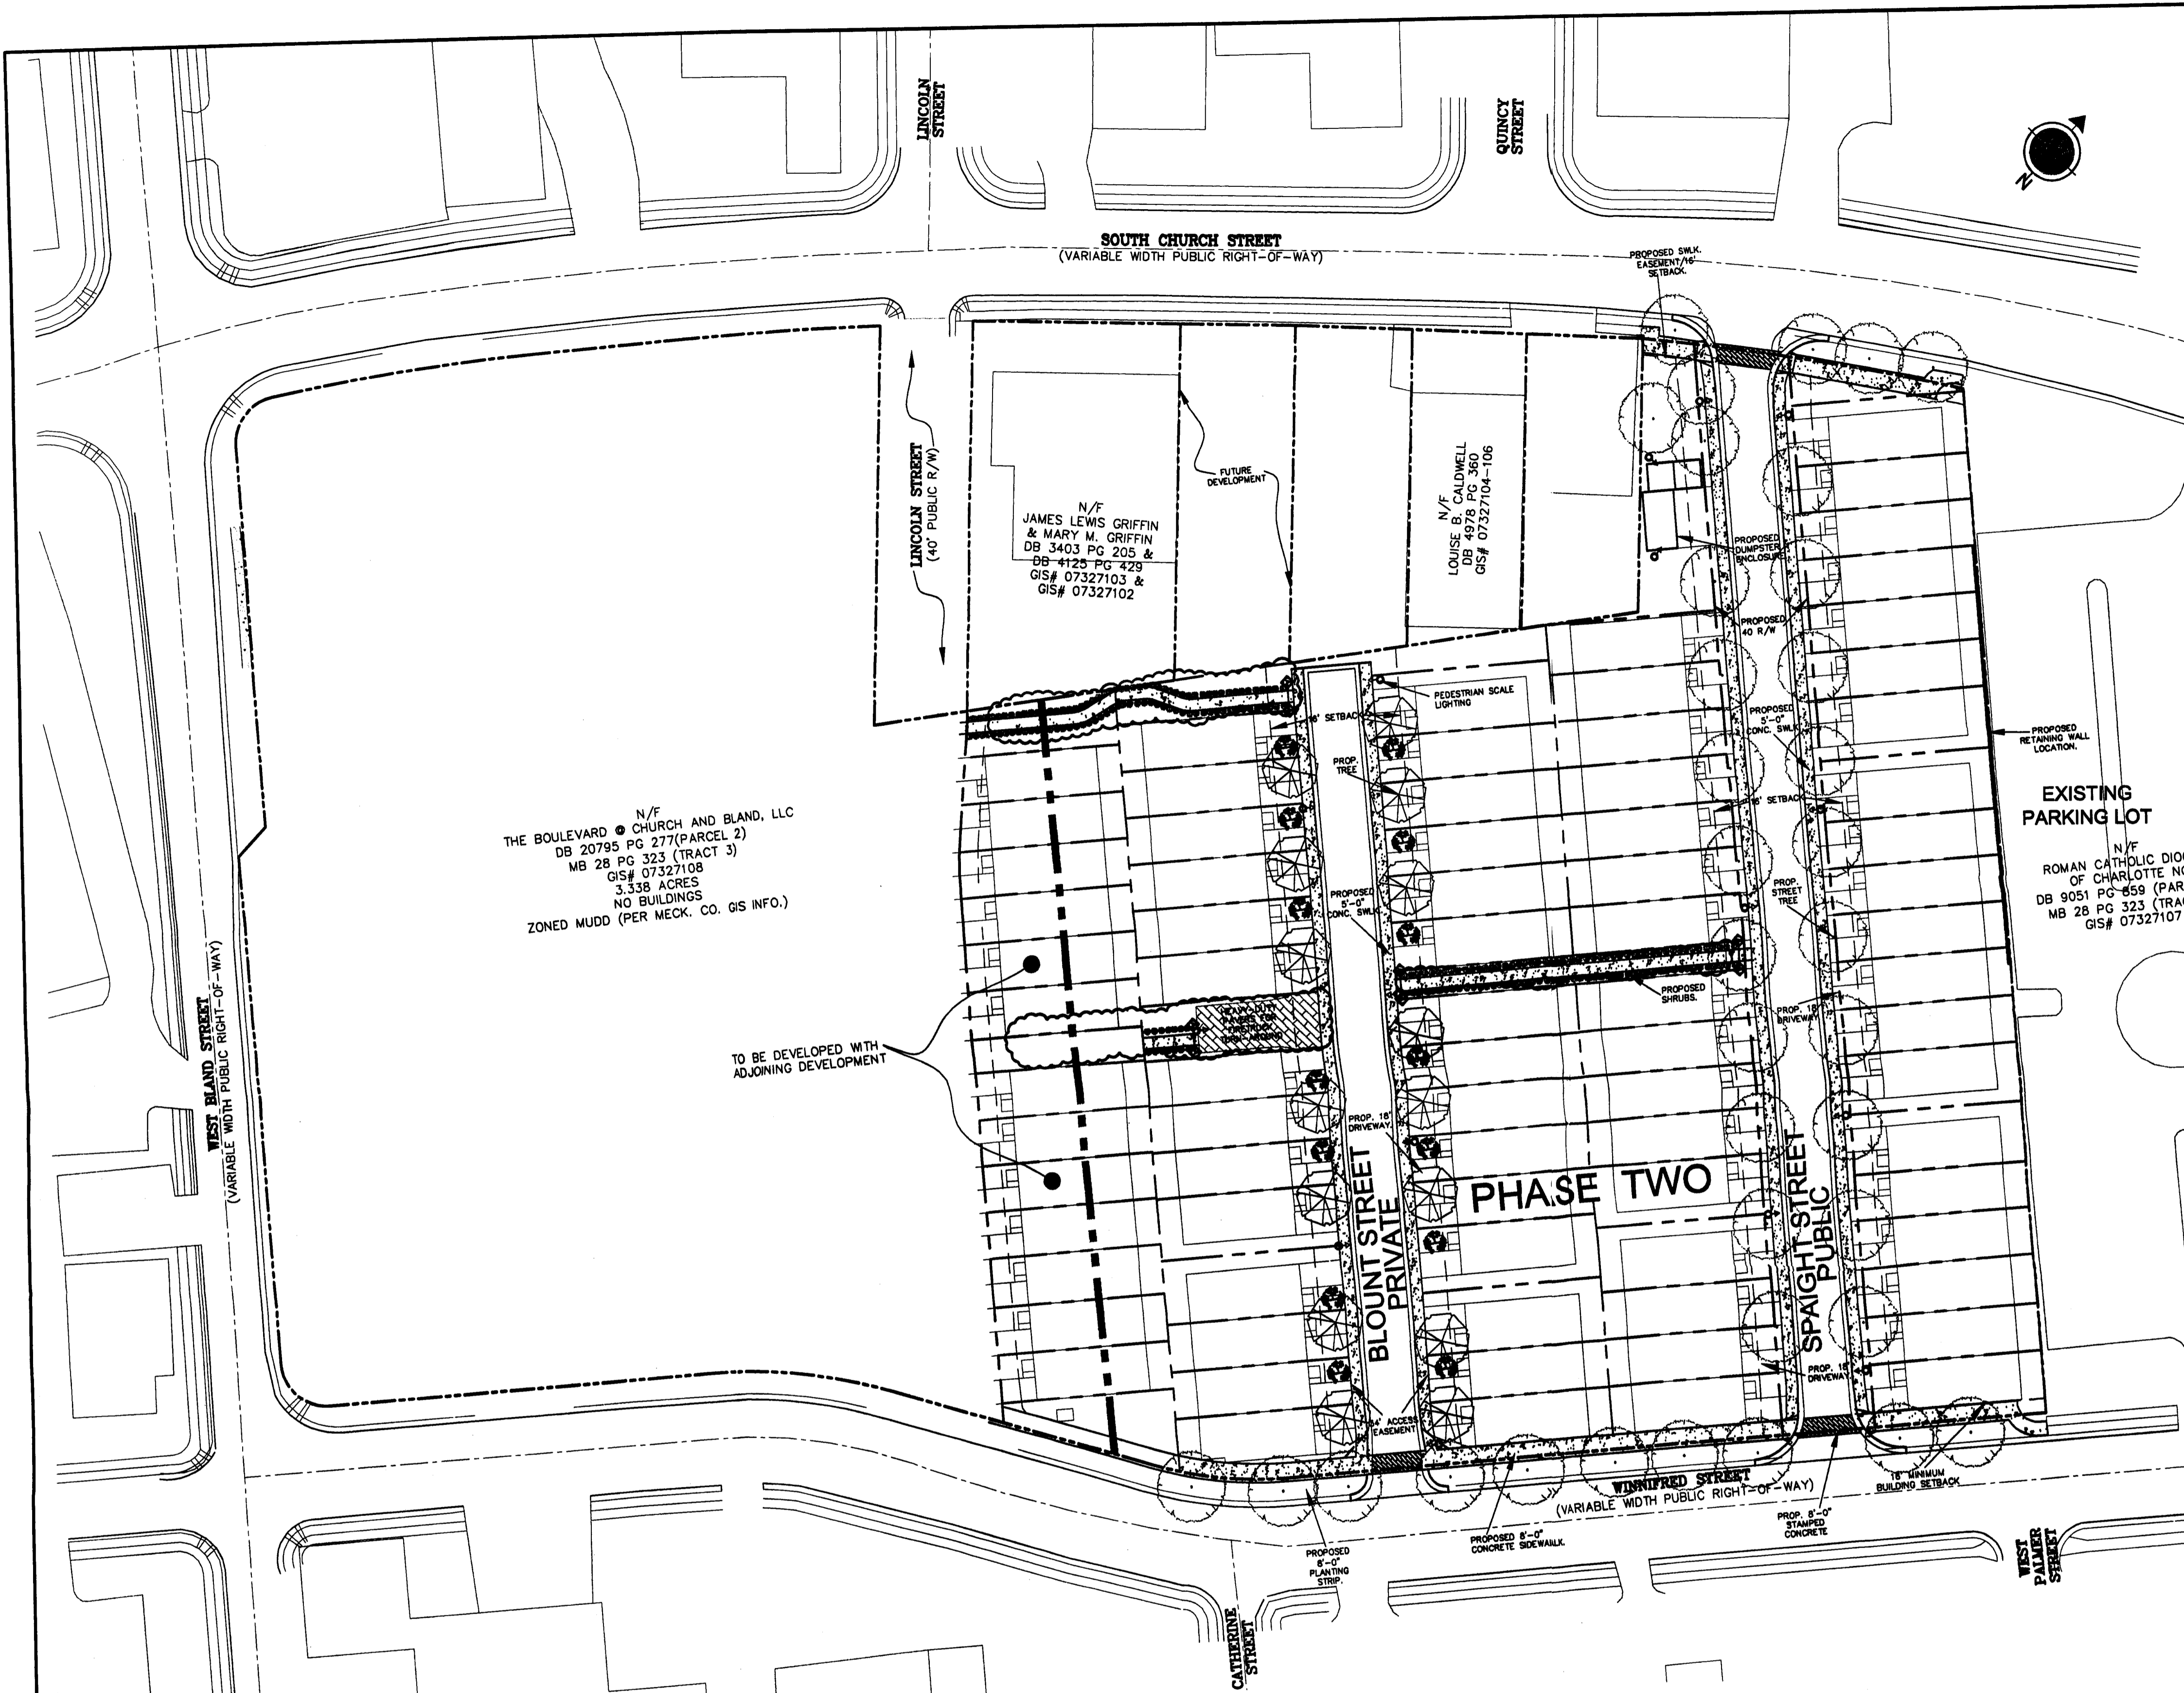 LINCOLN
STREET
QUINCY
STREET
N
SOUTH CHURCH STREET
(VARIABLE WIDTH PUBLIC RIGHT-OF-WAY)
PROPOSED SWLK.
EASEMENT/16'
SETBACK.
LINCOLN STREET
(40' PUBLIC R/W)
N/F
JAMES LEWIS GRIFFIN
& MARY M. GRIFFIN
DB 3403 PG 205 &
DB 4125 PG 429
GIS# 07327103 &
GIS# 07327102
FUTURE
DEVELOPMENT
N/F
LOUISE B. CALDWELL
DB 4978 PG 360
GIS# 07327104-106
PROPOSED
DUMPSTER
ENCLOSURE
PROPOSED
40 R/W
PEDESTRIAN SCALE
LIGHTING
16' SETBACK
PROP.
TREE
PROPOSED
5'-0"
CONC. SWLK
PROPOSED
RETAINING WALL
LOCATION.
16' SETBACK
EXISTING
PARKING LOT
N/F
ROMAN CATHOLIC DIO
OF CHARLOTTE N
DB 9051 PG 859 (PAR
MB 28 PG 323 (TRA
GIS# 07327107
N/F
THE BOULEVARD @ CHURCH AND BLAND, LLC
DB 20795 PG 277(PARCEL 2)
MB 28 PG 323 (TRACT 3)
GIS# 07327108
3.338 ACRES
NO BUILDINGS
ZONED MUDD (PER MECK. CO. GIS INFO.)
PROPOSED
5'-0"
CONC. SWLK
PROP.
STREET
TREE
PROPOSED
SHRUBS.
PROP. 18'
DRIVEWAY
HEAVY-DUTY
PAVERS FOR
FIRETRUCK
TURN-AROUND
TO BE DEVELOPED WITH
ADJOINING DEVELOPMENT
WEST BLAND STREET
(VARIABLE WIDTH PUBLIC RIGHT-OF-WAY)
PROP. 18'
DRIVEWAY
PHASE TWO
BLOUNT STREET
PRIVATE
SPAIGHT STREET
PUBLIC
PROP. 18'
DRIVEWAY
54' ACCESS
EASEMENT
WINNIFRED STREET
(VARIABLE WIDTH PUBLIC RIGHT-OF-WAY)
16' MINIMUM
BUILDING SETBACK
PROPOSED 8'-0"
CONCRETE SIDEWALK.
PROP. 8'-0"
STAMPED
CONCRETE
PROPOSED
8'-0"
PLANTING
STRIP.
WEST
PALMER
STREET
CATHERINE
STREET